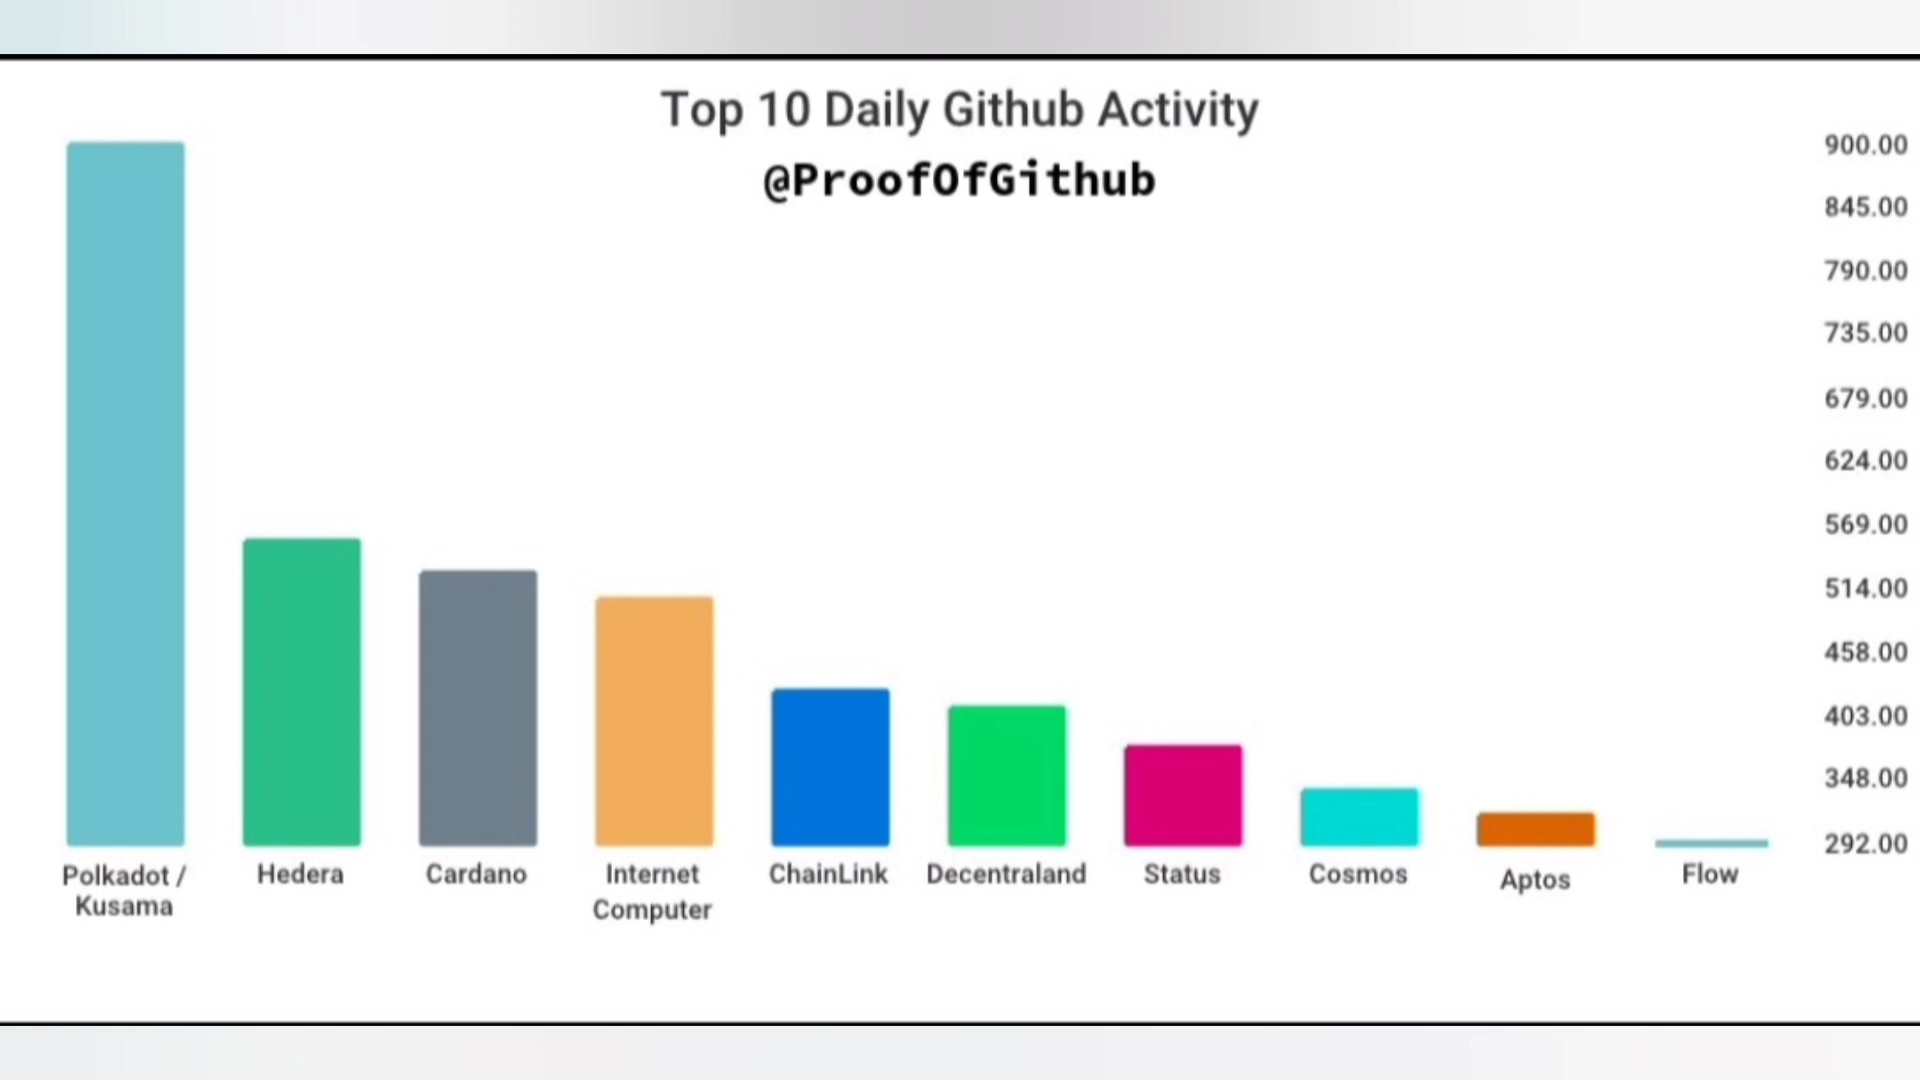 Top 10 Daily Github Activity
@ProofOfGithub
900.00
845.00
790.00
735.00
679.00
624.00
569.00
514.00
458.00
403.00
348.00
292.00
Polkadot /
Kusama
Hedera
Cardano
Internet
Computer
ChainLink
Decentraland
Status
Cosmos
Aptos
Flow